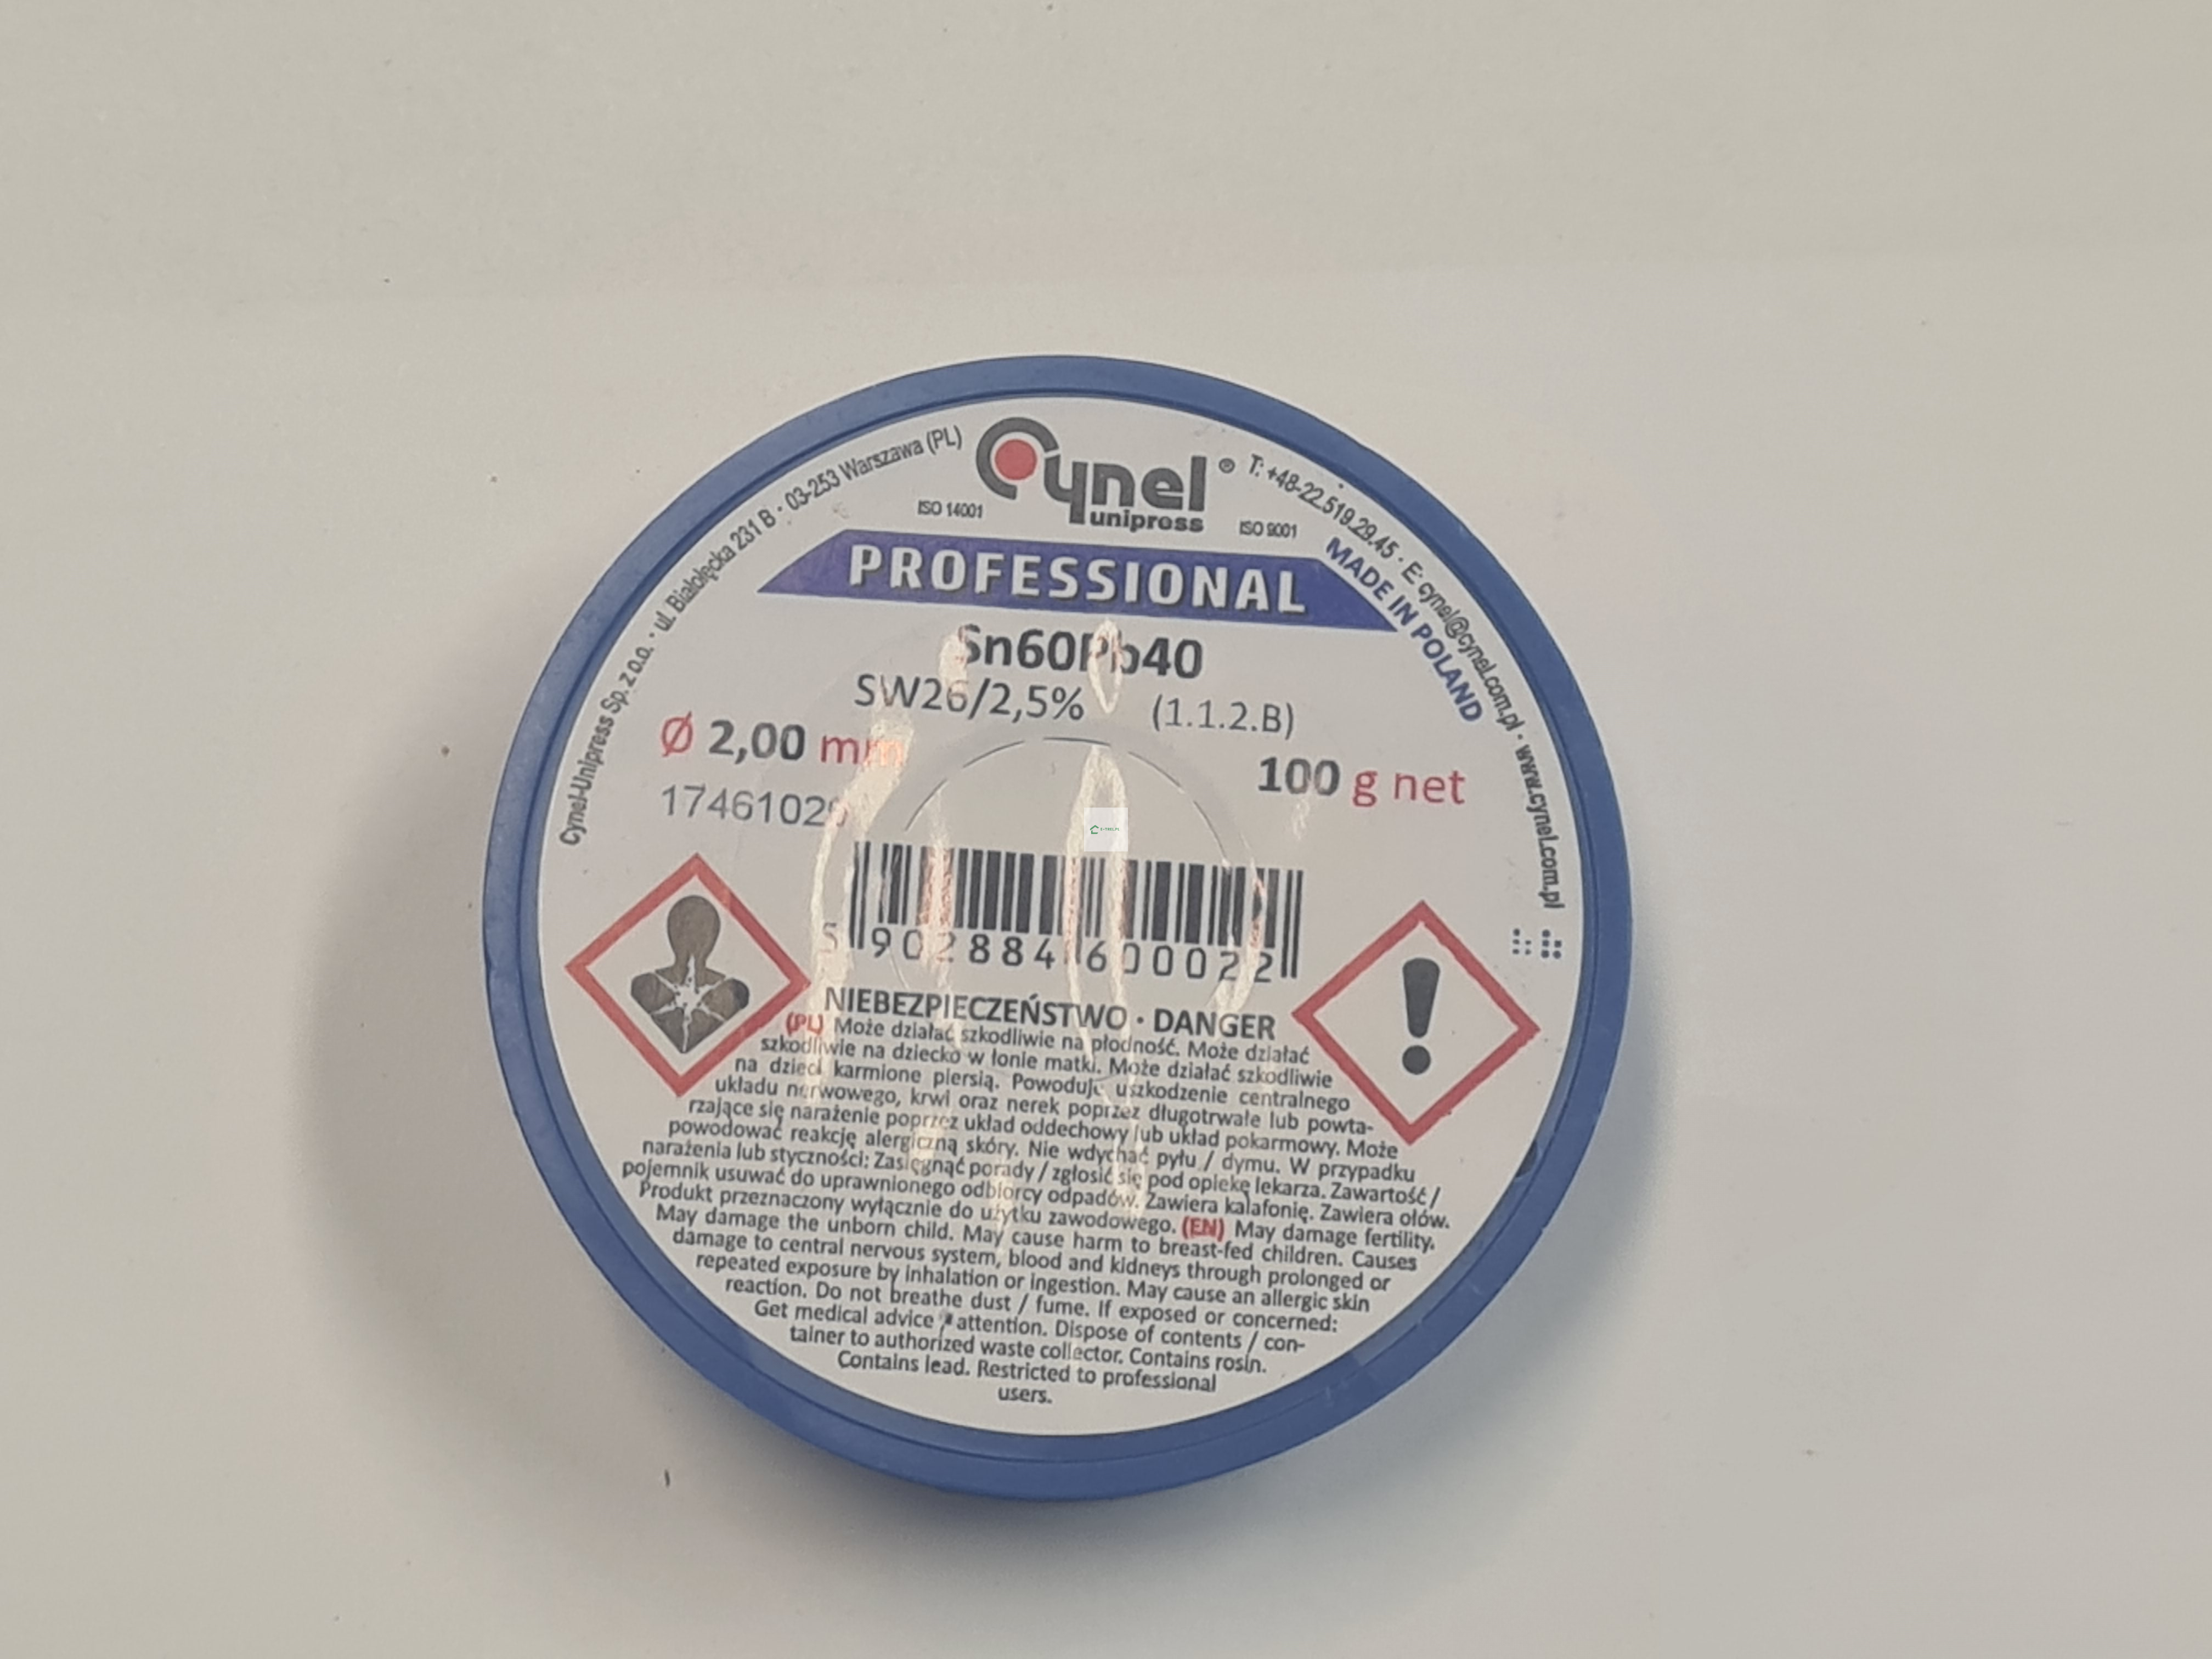 Cynel-Unipress Sp. z o.o. · ul. Białołęcka 231 B · 03-253 Warszawa (PL)
Cynel ®
unipress
T: +48-22.519.29.45 · E: cynel@cynel.com.pl · www.cynel.com.pl
ISO 14001
ISO 9001
PROFESSIONAL
MADE IN POLAND
Sn60Pb40
SW26/2,5% (1.1.2.B)
Ø 2,00 mm
100 g net
5 902884 600022
NIEBEZPIECZEŃSTWO · DANGER
(PL) Może działać szkodliwie na płodność. Może działać
szkodliwie na dziecko w łonie matki. Może działać szkodliwie
na dzieci karmione piersią. Powoduje uszkodzenie centralnego
układu nerwowego, krwi oraz nerek poprzez długotrwałe lub powta-
rzające się narażenie poprzez układ oddechowy lub układ pokarmowy. Może
powodować reakcję alergiczną skóry. Nie wdychać pyłu / dymu. W przypadku
narażenia lub styczności: Zasięgnąć porady / zgłosić się pod opiekę lekarza. Zawartość /
pojemnik usuwać do uprawnionego odbiorcy odpadów. Zawiera kalafonię. Zawiera ołów.
Produkt przeznaczony wyłącznie do użytku zawodowego. (EN) May damage fertility.
May damage the unborn child. May cause harm to breast-fed children. Causes
damage to central nervous system, blood and kidneys through prolonged or
repeated exposure by inhalation or ingestion. May cause an allergic skin
reaction. Do not breathe dust / fume. If exposed or concerned:
Get medical advice / attention. Dispose of contents / con-
tainer to authorized waste collector. Contains rosin.
Contains lead. Restricted to professional
users.